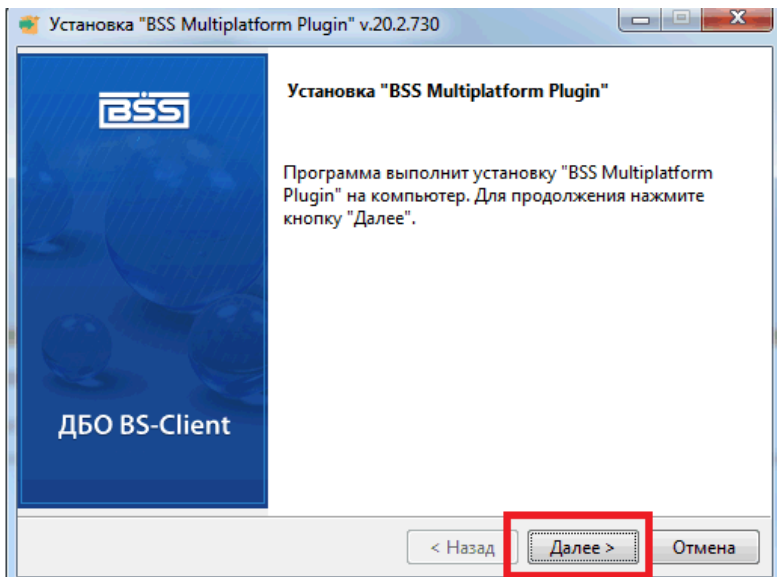 Установка "BSS Multiplatform Plugin" v.20.2.730
BSS
Установка "BSS Multiplatform Plugin"
Программа выполнит установку "BSS Multiplatform
Plugin" на компьютер. Для продолжения нажмите
кнопку "Далее".
ДБО BS-Client
< Назад
Далее >
Отмена